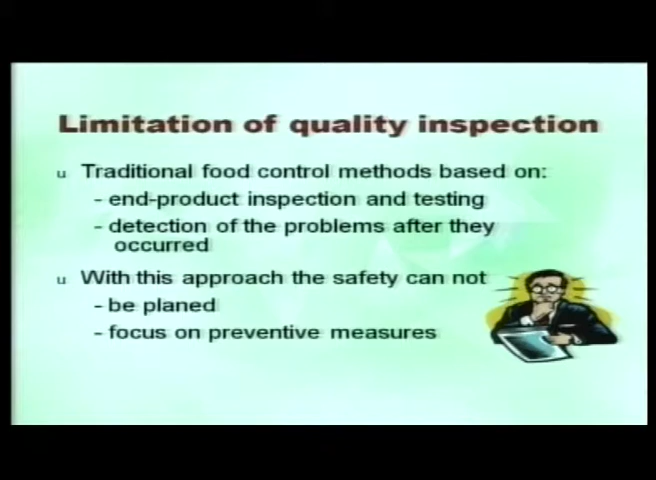 Limitation of quality inspection
u Traditional food control methods based on:
- end-product inspection and testing
- detection of the problems after they
occurred
u With this approach the safety can not
- be planed
- focus on preventive measures